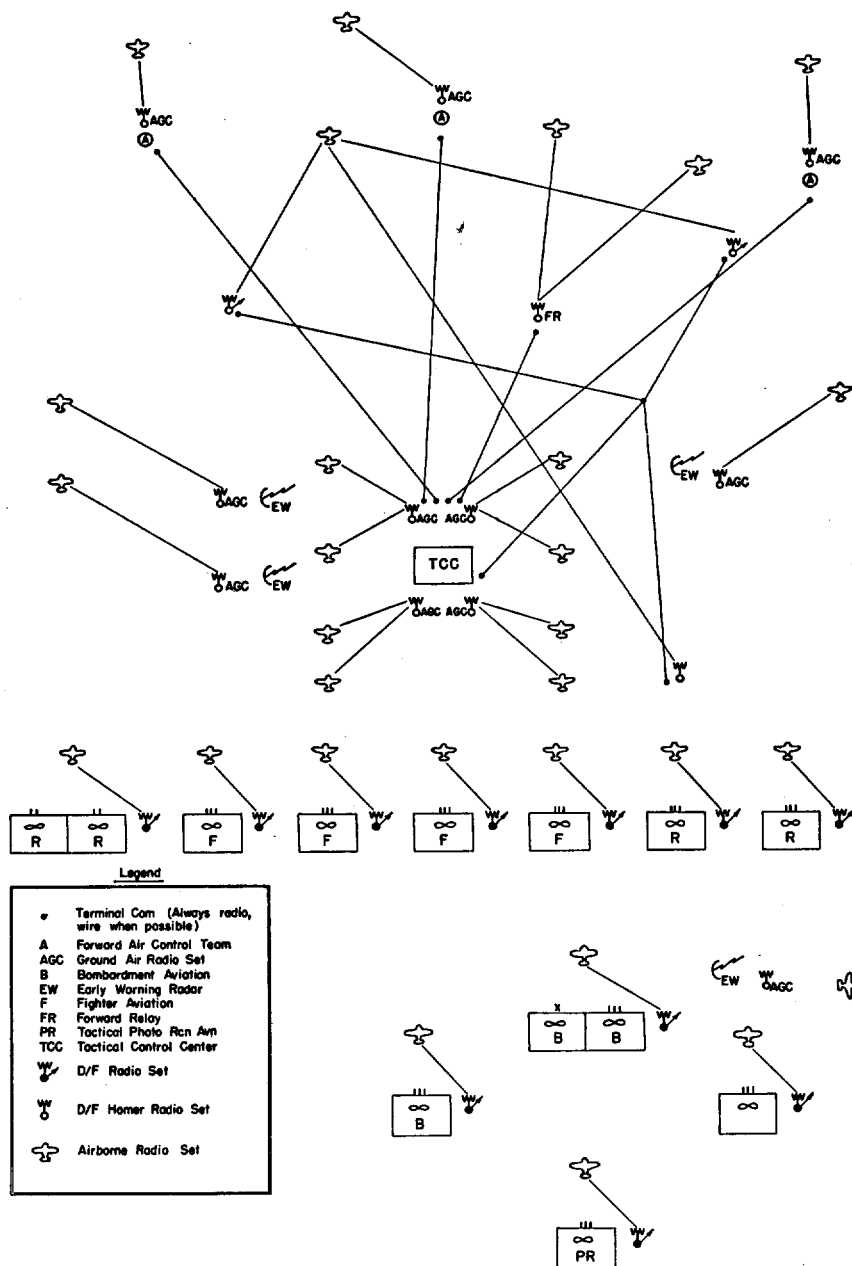 AGC
A
AGC
A
AGC
A
FR
AGC
EW
EW
AGC
AGC AGC
AGC
EW
TCC
AGC AGC
R R F F F F R R
Legend
Terminal Com (Always radio,
wire when possible)
A Forward Air Control Team
AGC Ground Air Radio Set
B Bombardment Aviation
EW Early Warning Radar
F Fighter Aviation
FR Forward Relay
PR Tactical Photo Rcn Avn
TCC Tactical Control Center
D/F Radio Set
D/F Homer Radio Set
Airborne Radio Set
EW AGC
X
B B
B
PR